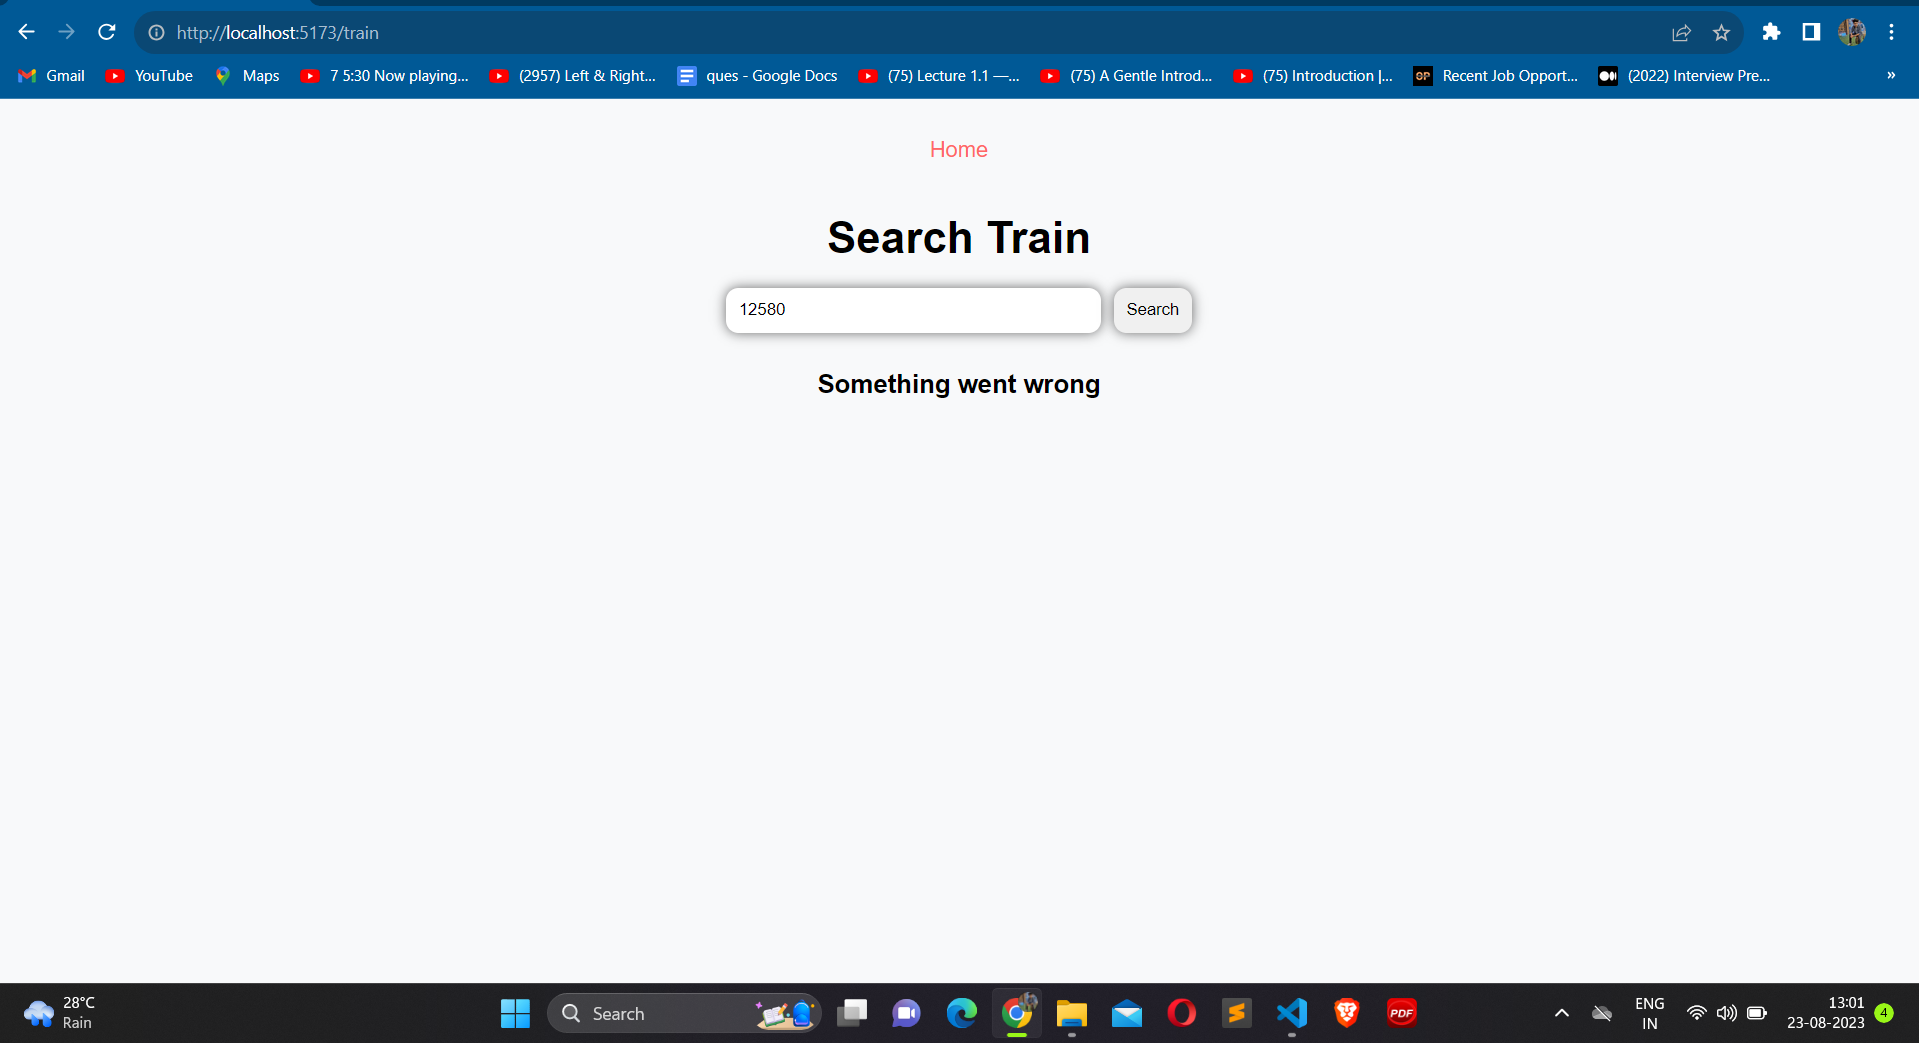 http://localhost:5173/train
Gmail YouTube Maps 7 5:30 Now playing... (2957) Left & Right... ques - Google Docs (75) Lecture 1.1 —... (75) A Gentle Introd... (75) Introduction |... OP Recent Job Opport... (2022) Interview Pre... »
Home
Search Train
12580 Search
Something went wrong
28°C
Rain
Search
PDF
ENG
IN
13:01
23-08-2023
4